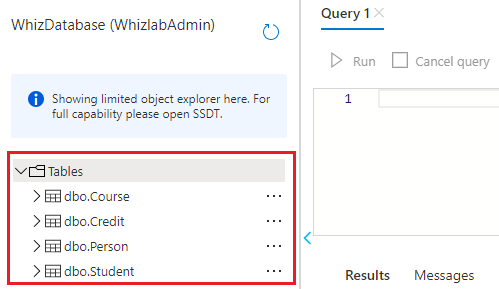 WhizDatabase (WhizlabAdmin)
Showing limited object explorer here. For
full capability please open SSDT.
Tables
dbo.Course
dbo.Credit
dbo.Person
dbo.Student
Query 1
Run
Cancel query
1
Results
Messages